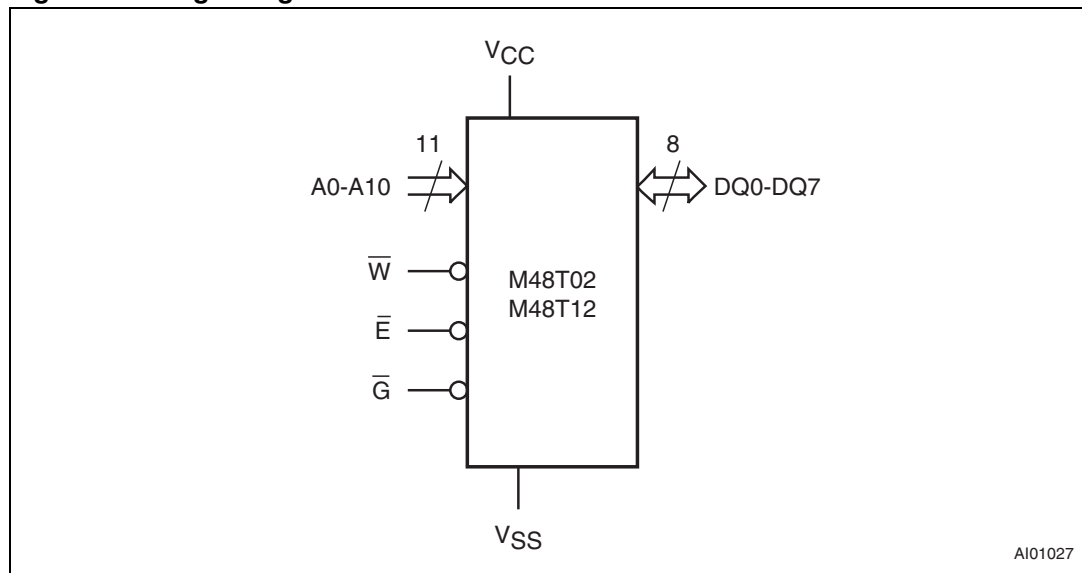 VCC
11
8
A0-A10
DQ0-DQ7
W̅
E̅
G̅
M48T02
M48T12
VSS
AI01027